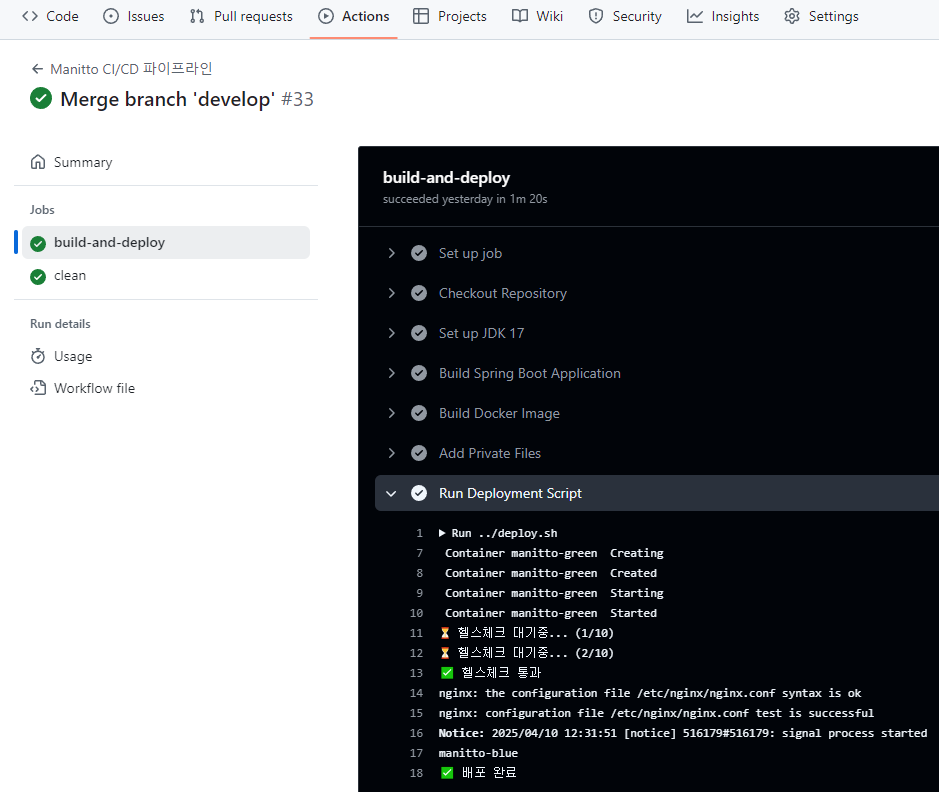 Code Issues Pull requests Actions Projects Wiki Security Insights Settings
← Manitto CI/CD 파이프라인
Merge branch 'develop' #33
Summary
Jobs
build-and-deploy
clean
Run details
Usage
Workflow file
build-and-deploy
succeeded yesterday in 1m 20s
Set up job
Checkout Repository
Set up JDK 17
Build Spring Boot Application
Build Docker Image
Add Private Files
Run Deployment Script
1 ▶ Run ../deploy.sh
7 Container manitto-green Creating
8 Container manitto-green Created
9 Container manitto-green Starting
10 Container manitto-green Started
11 ⏳ 헬스체크 대기중... (1/10)
12 ⏳ 헬스체크 대기중... (2/10)
13 ✅ 헬스체크 통과
14 nginx: the configuration file /etc/nginx/nginx.conf syntax is ok
15 nginx: configuration file /etc/nginx/nginx.conf test is successful
16 Notice: 2025/04/10 12:31:51 [notice] 516179#516179: signal process started
17 manitto-blue
18 ✅ 배포 완료